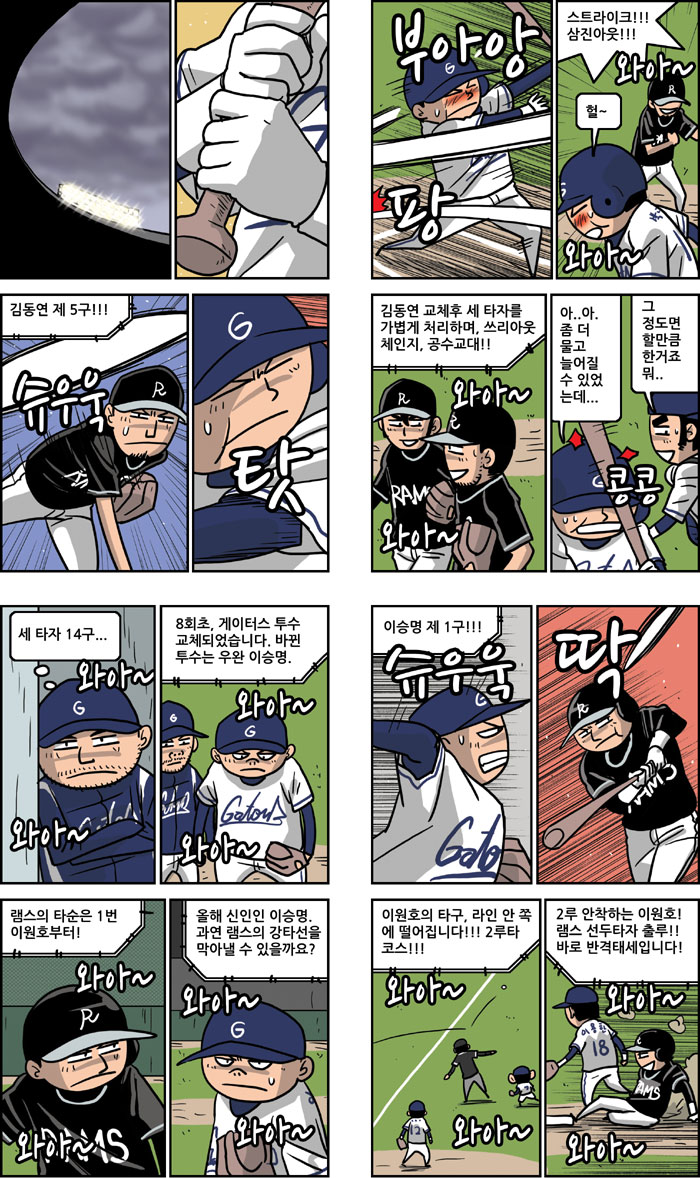 김동연 제 5구!!!
슈우욱
R
G
탓
부아앙
G
팡
스트라이크!!!
삼진아웃!!!
와아~
R
헐~
와아~
김동연 교체후 세 타자를
가볍게 처리하며, 쓰리아웃
체인지, 공수교대!!
와아~
R
RAMS
와아~
아..아.
좀 더
물고
늘어질
수 있었
는데...
그
정도면
할만큼
한거죠
뭐..
콩콩
세 타자 14구...
와아~
G
와아~
8회초, 게이터스 투수
교체되었습니다. 바뀐
투수는 우완 이승명.
와아~
G
Gators
와아~
램스의 타순은 1번
이원호부터!
와아~
R
와아~
RAMS
올해 신인인 이승명.
과연 램스의 강타선을
막아낼 수 있을까요?
와아~
G
와아~
이승명 제 1구!!!
슈우욱
G
Gato
딱
R
RAMS
이원호의 타구, 라인 안 쪽
에 떨어집니다!!! 2루타
코스!!!
와아~
와아~
12
2루 안착하는 이원호!
램스 선두타자 출루!!
바로 반격태세입니다!
와아~
18
RAMS
와아~